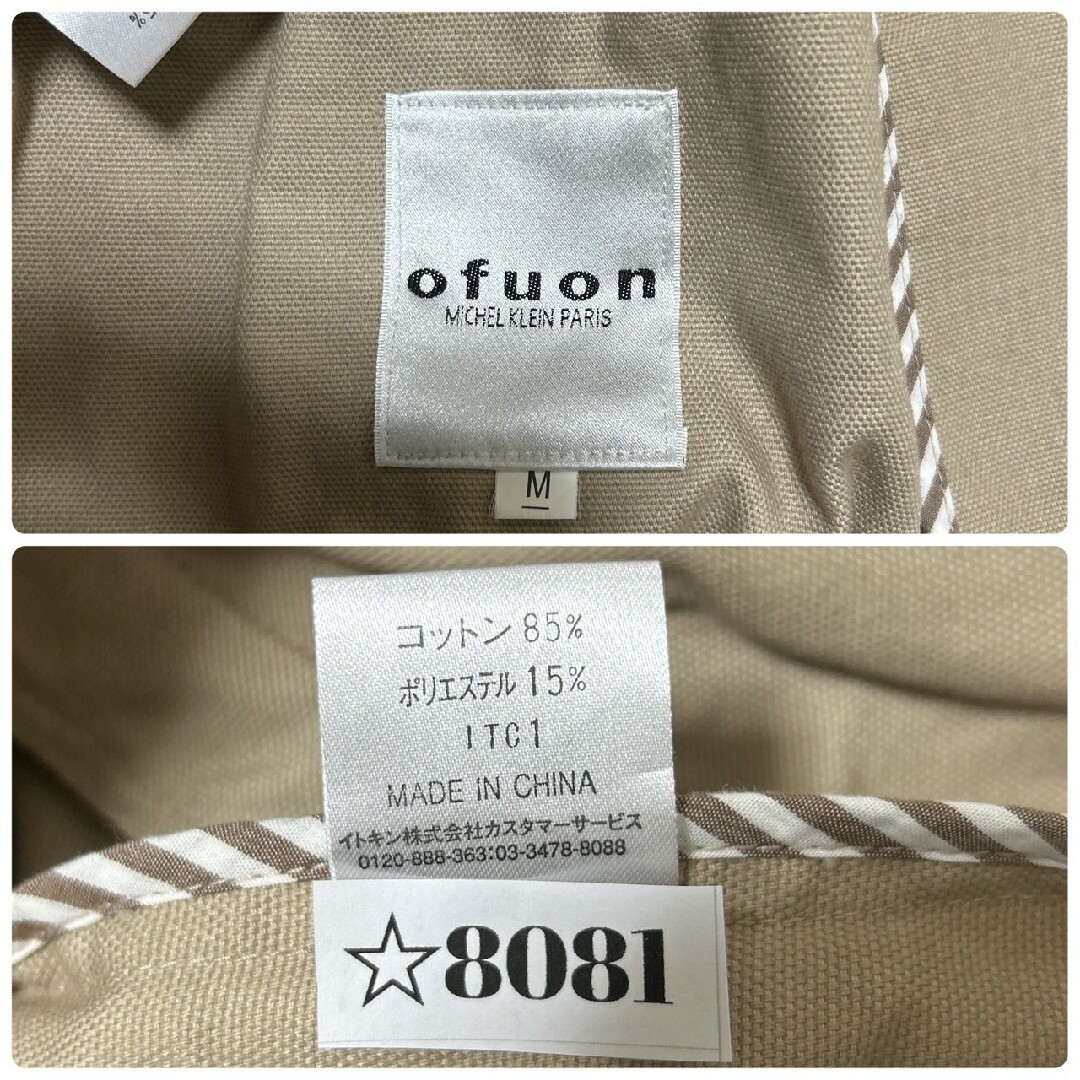 ofuon
MICHEL KLEIN PARIS
M
コットン 85%
ポリエステル 15%
ITC1
MADE IN CHINA
イトキン株式会社カスタマーサービス
0120-888-363:03-3478-8088
☆8081